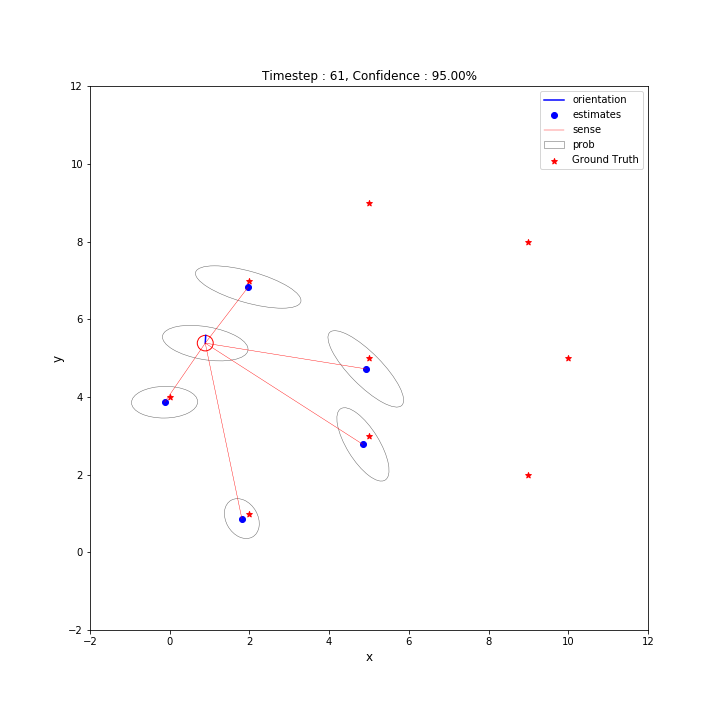 Timestep : 61, Confidence : 95.00%
orientation
estimates
sense
prob
Ground Truth
12
10
8
6
4
2
0
−2
y
−2 0 2 4 6 8 10 12
x